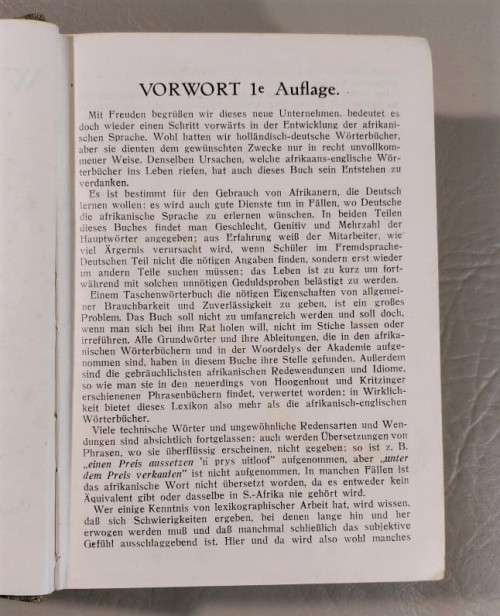 VORWORT 1e Auflage.
Mit Freuden begrüßen wir dieses neue Unternehmen, bedeutet es
doch wieder einen Schritt vorwärts in der Entwicklung der afrikani-
schen Sprache. Wohl hatten wir holländisch-deutsche Wörterbücher,
aber sie dienten dem gewünschten Zwecke nur in recht unvollkom-
mener Weise. Denselben Ursachen, welche afrikaans-englische Wör-
terbücher ins Leben riefen, hat auch dieses Buch sein Entstehen zu
verdanken.
Es ist bestimmt für den Gebrauch von Afrikanern, die Deutsch
lernen wollen; es wird auch gute Dienste tun in Fällen, wo Deutsche
die afrikanische Sprache zu erlernen wünschen. In beiden Teilen
dieses Buches findet man Geschlecht, Genitiv und Mehrzahl der
Hauptwörter angegeben; aus Erfahrung weiß der Mitarbeiter, wie-
viel Ärgernis verursacht wird, wenn Schüler im Fremdsprache-
Deutschen Teil nicht die nötigen Angaben finden, sondern erst wieder
im andern Teile suchen müssen; das Leben ist zu kurz um fort-
während mit solchen unnötigen Geduldsproben belästigt zu werden.
Einem Taschenwörterbuch die nötigen Eigenschaften von allgemei-
ner Brauchbarkeit und Zuverlässigkeit zu geben, ist ein großes
Problem. Das Buch soll nicht zu umfangreich werden und soll doch,
wenn man sich bei ihm Rat holen will, nicht im Stiche lassen oder
irreführen. Alle Grundwörter und ihre Ableitungen, die in den afrika-
nischen Wörterbüchern und in der Woordelys der Akademie aufge-
nommen sind, haben in diesem Buche ihre Stelle gefunden. Außerdem
sind die gebräuchlichsten afrikanischen Redewendungen und Idiome,
so wie man sie in den neuerdings von Hoogenhout und Kritzinger
erschienenen Phrasenbüchern findet, verwertet worden; in Wirklich-
keit bietet dieses Lexikon also mehr als die afrikanisch-englischen
Wörterbücher.
Viele technische Wörter und ungewöhnliche Redensarten und Wen-
dungen sind absichtlich fortgelassen; auch werden Übersetzungen von
Phrasen, wo sie überflüssig erscheinen, nicht gegeben; so ist z. B.
„einen Preis aussetzen 'n prys uitloof" aufgenommen, aber „unter
dem Preis verkaufen" ist nicht aufgenommen. In manchen Fällen ist
das afrikanische Wort nicht übersetzt worden, da es entweder kein
Äquivalent gibt oder dasselbe in S.-Afrika nie gehört wird.
Wer einige Kenntnis von lexikographischer Arbeit hat, wird wissen,
daß sich Schwierigkeiten ergeben, bei denen lange hin und her
erwogen werden muß und daß manchmal schließlich das subjektive
Gefühl ausschlaggebend ist. Hier und da wird also wohl manches